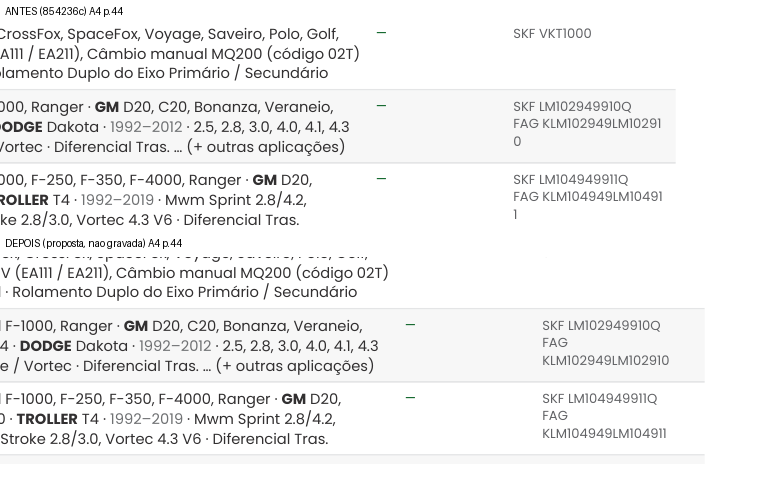 ANTES (854236c) A4 p.44
CrossFox, SpaceFox, Voyage, Saveiro, Polo, Golf, — SKF VKT1000
EA111 / EA211), Câmbio manual MQ200 (código 02T)
olamento Duplo do Eixo Primário / Secundário
000, Ranger · GM D20, C20, Bonanza, Veraneio, — SKF LM102949910Q
DODGE Dakota · 1992–2012 · 2.5, 2.8, 3.0, 4.0, 4.1, 4.3 FAG KLM102949LM10291
Vortec · Diferencial Tras. … (+ outras aplicações) 0
000, F-250, F-350, F-4000, Ranger · GM D20, — SKF LM104949911Q
ROLLER T4 · 1992–2019 · Mwm Sprint 2.8/4.2, FAG KLM104949LM10491
ke 2.8/3.0, Vortec 4.3 V6 · Diferencial Tras. 1
DEPOIS (proposta, nao gravada) A4 p.44
V (EA111 / EA211), Câmbio manual MQ200 (código 02T)
l · Rolamento Duplo do Eixo Primário / Secundário
F-1000, Ranger · GM D20, C20, Bonanza, Veraneio, — SKF LM102949910Q
4 · DODGE Dakota · 1992–2012 · 2.5, 2.8, 3.0, 4.0, 4.1, 4.3 FAG
e / Vortec · Diferencial Tras. … (+ outras aplicações) KLM102949LM102910
F-1000, F-250, F-350, F-4000, Ranger · GM D20, — SKF LM104949911Q
0 · TROLLER T4 · 1992–2019 · Mwm Sprint 2.8/4.2, FAG
Stroke 2.8/3.0, Vortec 4.3 V6 · Diferencial Tras. KLM104949LM104911